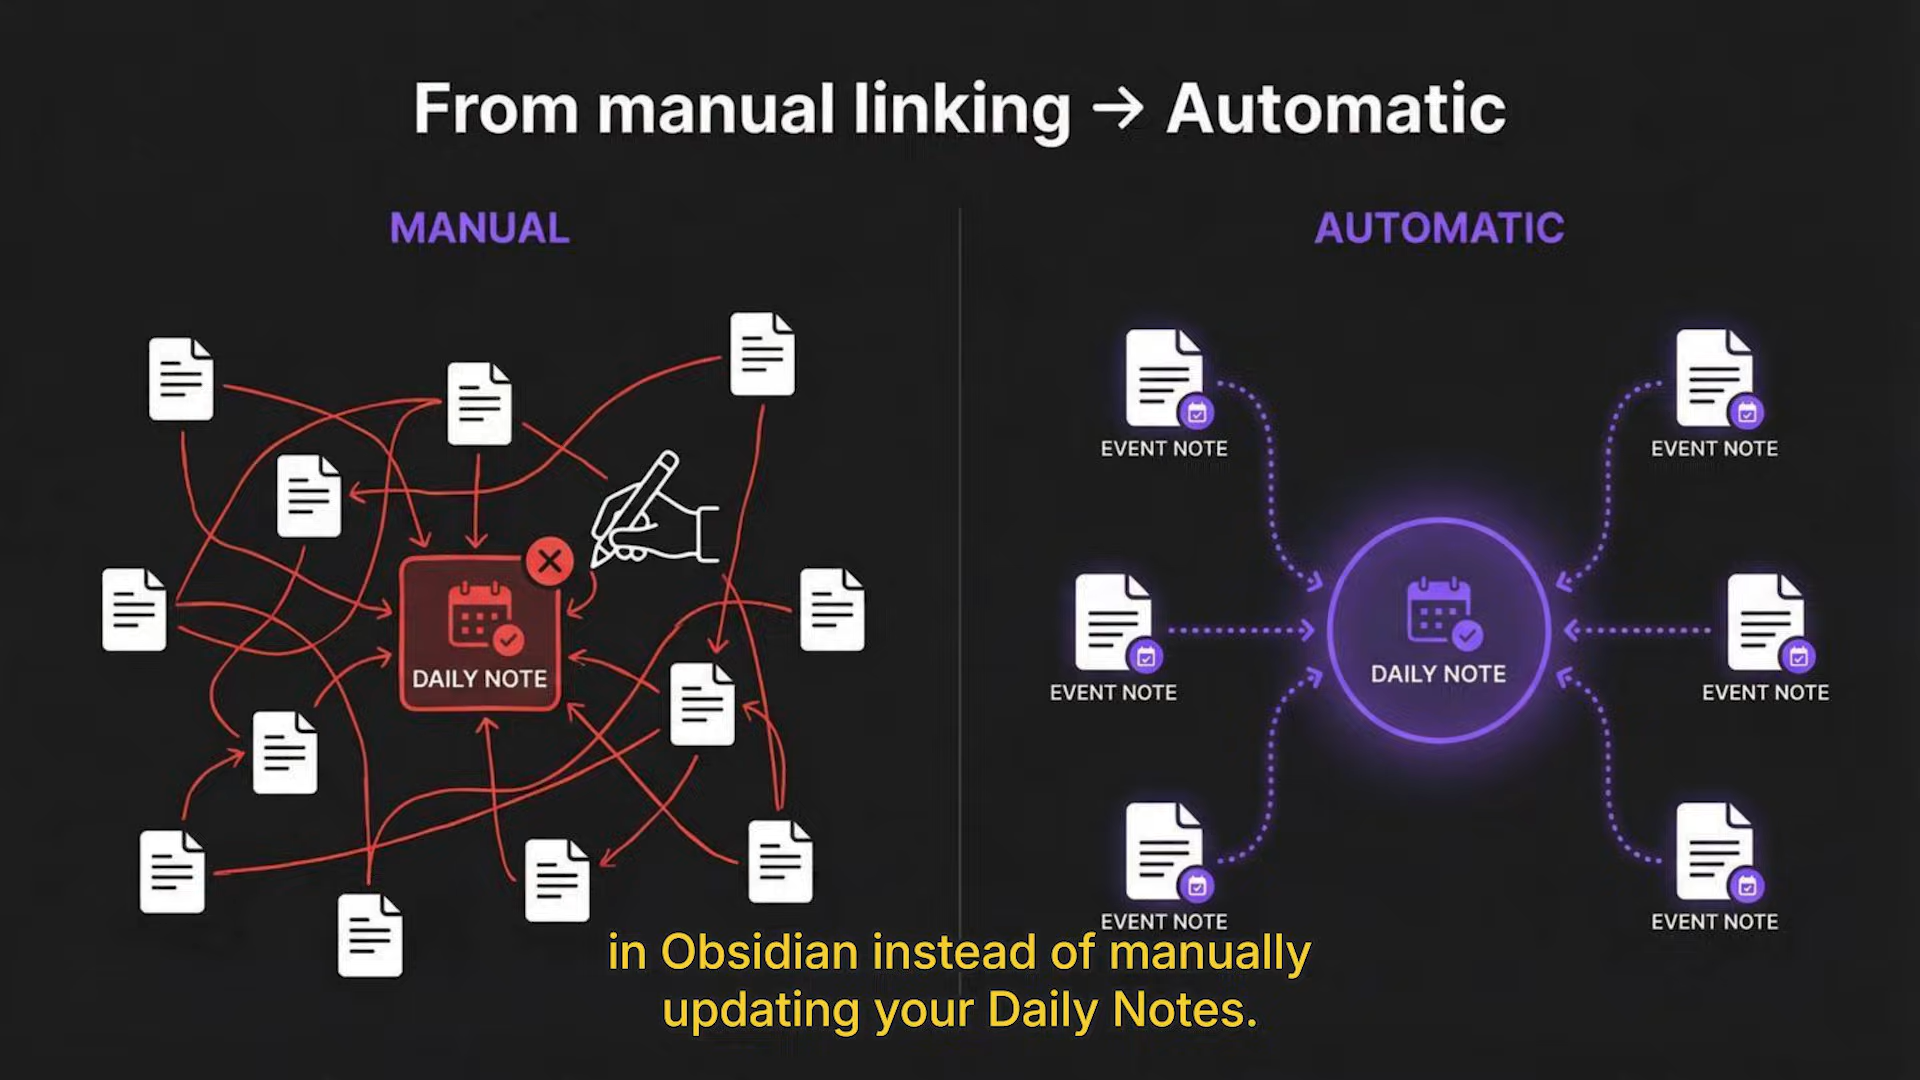 From manual linking → Automatic
MANUAL
AUTOMATIC
DAILY NOTE
EVENT NOTE
EVENT NOTE
EVENT NOTE
DAILY NOTE
EVENT NOTE
EVENT NOTE
EVENT NOTE
in Obsidian instead of manually
updating your Daily Notes.